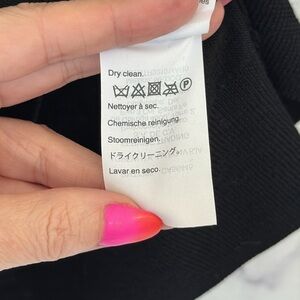 Dry clean.
P
Nettoyer à sec.
Chemische reinigung.
Stoomreinigen.
ドライクリーニング。
Lavar en seco.